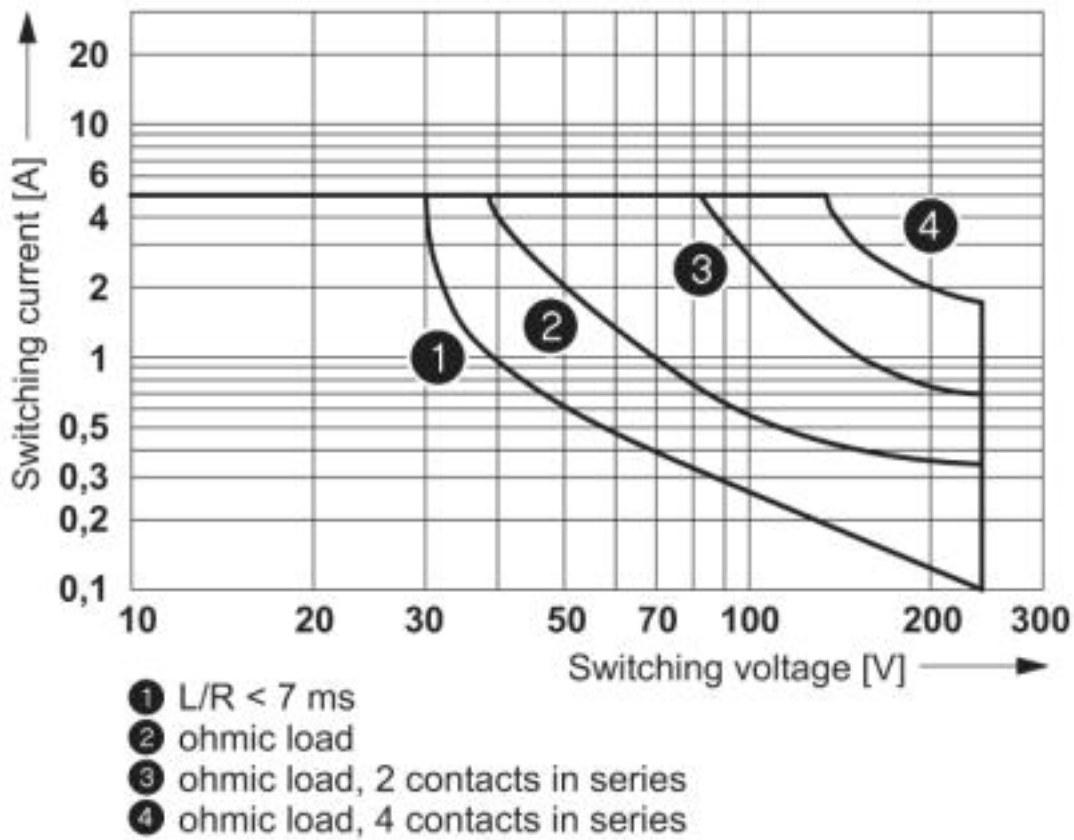 Switching current [A]
20
10
6
4
2
1
0,5
0,3
0,2
0,1
1
2
3
4
10 20 30 50 70 100 200 300
Switching voltage [V]
1 L/R < 7 ms
2 ohmic load
3 ohmic load, 2 contacts in series
4 ohmic load, 4 contacts in series